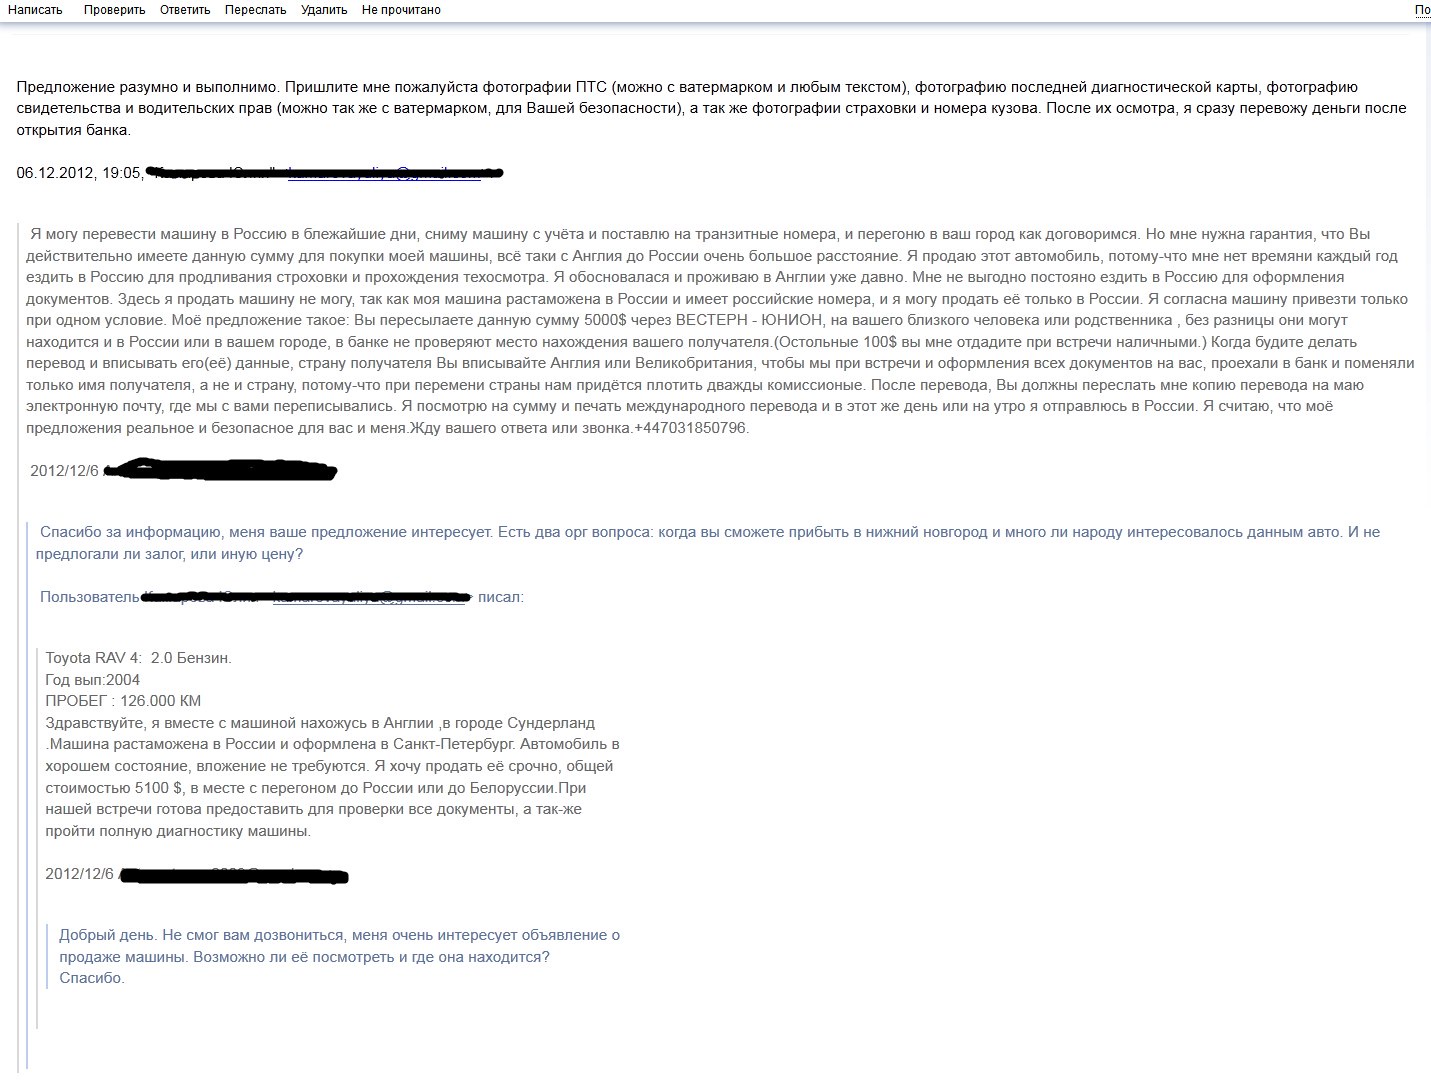 Написать Проверить Ответить Переслать Удалить Не прочитано По
Предложение разумно и выполнимо. Пришлите мне пожалуйста фотографии ПТС (можно с ватермарком и любым текстом), фотографию последней диагностической карты, фотографию
свидетельства и водительских прав (можно так же с ватермарком, для Вашей безопасности), а так же фотографии страховки и номера кузова. После их осмотра, я сразу перевожу деньги после
открытия банка.
06.12.2012, 19:05,
Я могу перевести машину в Россию в блежайшие дни, сниму машину с учёта и поставлю на транзитные номера, и перегоню в ваш город как договоримся. Но мне нужна гарантия, что Вы
действительно имеете данную сумму для покупки моей машины, всё таки с Англия до России очень большое расстояние. Я продаю этот автомобиль, потому-что мне нет времяни каждый год
ездить в Россию для продливания строховки и прохождения техосмотра. Я обосновалася и проживаю в Англии уже давно. Мне не выгодно постояно ездить в Россию для оформления
документов. Здесь я продать машину не могу, так как моя машина растаможена в России и имеет российские номера, и я могу продать её только в России. Я согласна машину привезти только
при одном условие. Моё предложение такое: Вы пересылаете данную сумму 5000$ через ВЕСТЕРН - ЮНИОН, на вашего близкого человека или родственника , без разницы они могут
находится и в России или в вашем городе, в банке не проверяют место нахождения вашего получателя.(Остольные 100$ вы мне отдадите при встречи наличными.) Когда будите делать
перевод и вписывать его(её) данные, страну получателя Вы вписывайте Англия или Великобритания, чтобы мы при встречи и оформления всех документов на вас, проехали в банк и поменяли
только имя получателя, а не и страну, потому-что при перемени страны нам придётся плотить дважды комиссионые. После перевода, Вы должны переслать мне копию перевода на маю
электронную почту, где мы с вами переписывались. Я посмотрю на сумму и печать международного перевода и в этот же день или на утро я отправлюсь в России. Я считаю, что моё
предложения реальное и безопасное для вас и меня.Жду вашего ответа или звонка.+447031850796.
2012/12/6
Спасибо за информацию, меня ваше предложение интересует. Есть два орг вопроса: когда вы сможете прибыть в нижний новгород и много ли народу интересовалось данным авто. И не
предлогали ли залог, или иную цену?
Пользователь писал:
Toyota RAV 4: 2.0 Бензин.
Год вып:2004
ПРОБЕГ : 126.000 КМ
Здравствуйте, я вместе с машиной нахожусь в Англии ,в городе Сундерланд
.Машина растаможена в России и оформлена в Санкт-Петербург. Автомобиль в
хорошем состояние, вложение не требуются. Я хочу продать её срочно, общей
стоимостью 5100 $, в месте с перегоном до России или до Белоруссии.При
нашей встречи готова предоставить для проверки все документы, а так-же
пройти полную диагностику машины.
2012/12/6
Добрый день. Не смог вам дозвониться, меня очень интересует объявление о
продаже машины. Возможно ли её посмотреть и где она находится?
Спасибо.